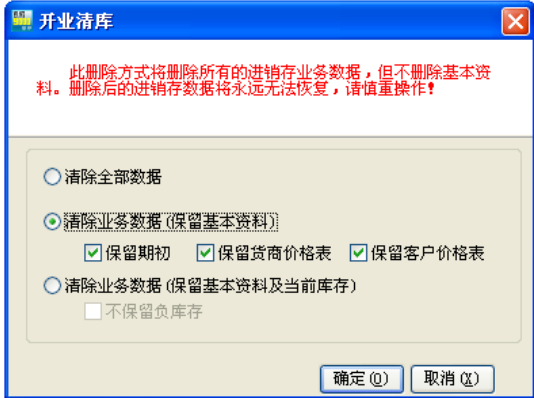 开业清库
此删除方式将删除所有的进销存业务数据，但不删除基本资
料。删除后的进销存数据将永远无法恢复，请慎重操作！
清除全部数据
清除业务数据(保留基本资料)
保留期初 保留货商价格表 保留客户价格表
清除业务数据(保留基本资料及当前库存)
不保留负库存
确定(O) 取消(X)